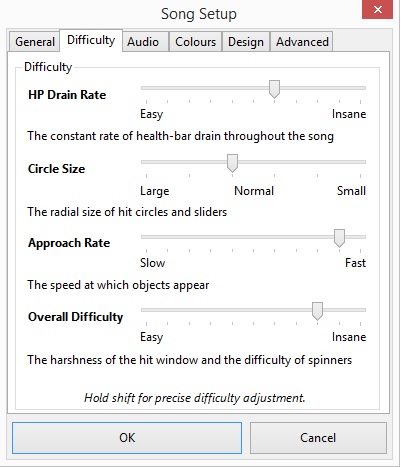 Song Setup
General Difficulty Audio Colours Design Advanced
Difficulty
HP Drain Rate
Easy Insane
The constant rate of health-bar drain throughout the song
Circle Size
Large Normal Small
The radial size of hit circles and sliders
Approach Rate
Slow Fast
The speed at which objects appear
Overall Difficulty
Easy Insane
The harshness of the hit window and the difficulty of spinners
Hold shift for precise difficulty adjustment.
OK Cancel